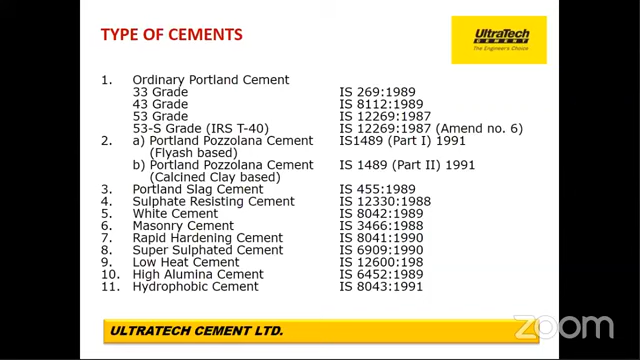 TYPE OF CEMENTS
UltraTech
CEMENT
The Engineer's Choice
1. Ordinary Portland Cement
33 Grade IS 269:1989
43 Grade IS 8112:1989
53 Grade IS 12269:1987
53-S Grade (IRS T-40) IS 12269:1987 (Amend no. 6)
2. a) Portland Pozzolana Cement IS1489 (Part I) 1991
(Flyash based)
b) Portland Pozzolana Cement IS 1489 (Part II) 1991
(Calcined Clay based)
3. Portland Slag Cement IS 455:1989
4. Sulphate Resisting Cement IS 12330:1988
5. White Cement IS 8042:1989
6. Masonry Cement IS 3466:1988
7. Rapid Hardening Cement IS 8041:1990
8. Super Sulphated Cement IS 6909:1990
9. Low Heat Cement IS 12600:198
10. High Alumina Cement IS 6452:1989
11. Hydrophobic Cement IS 8043:1991
ULTRATECH CEMENT LTD.
zoom